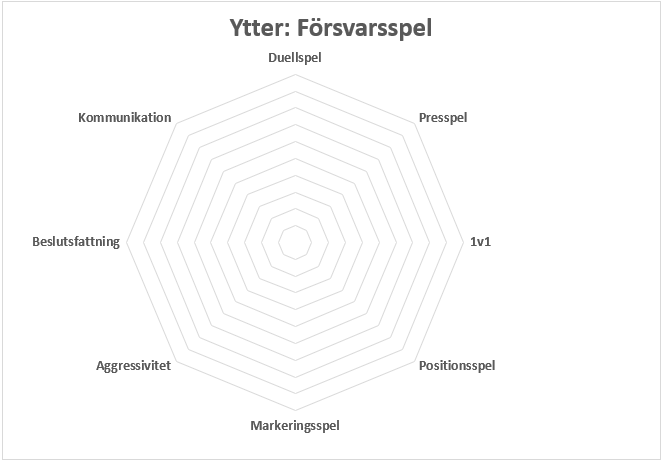 Ytter: Försvarsspel
Duellspel
Kommunikation
Presspel
Beslutsfattning
1v1
Aggressivitet
Positionsspel
Markeringsspel